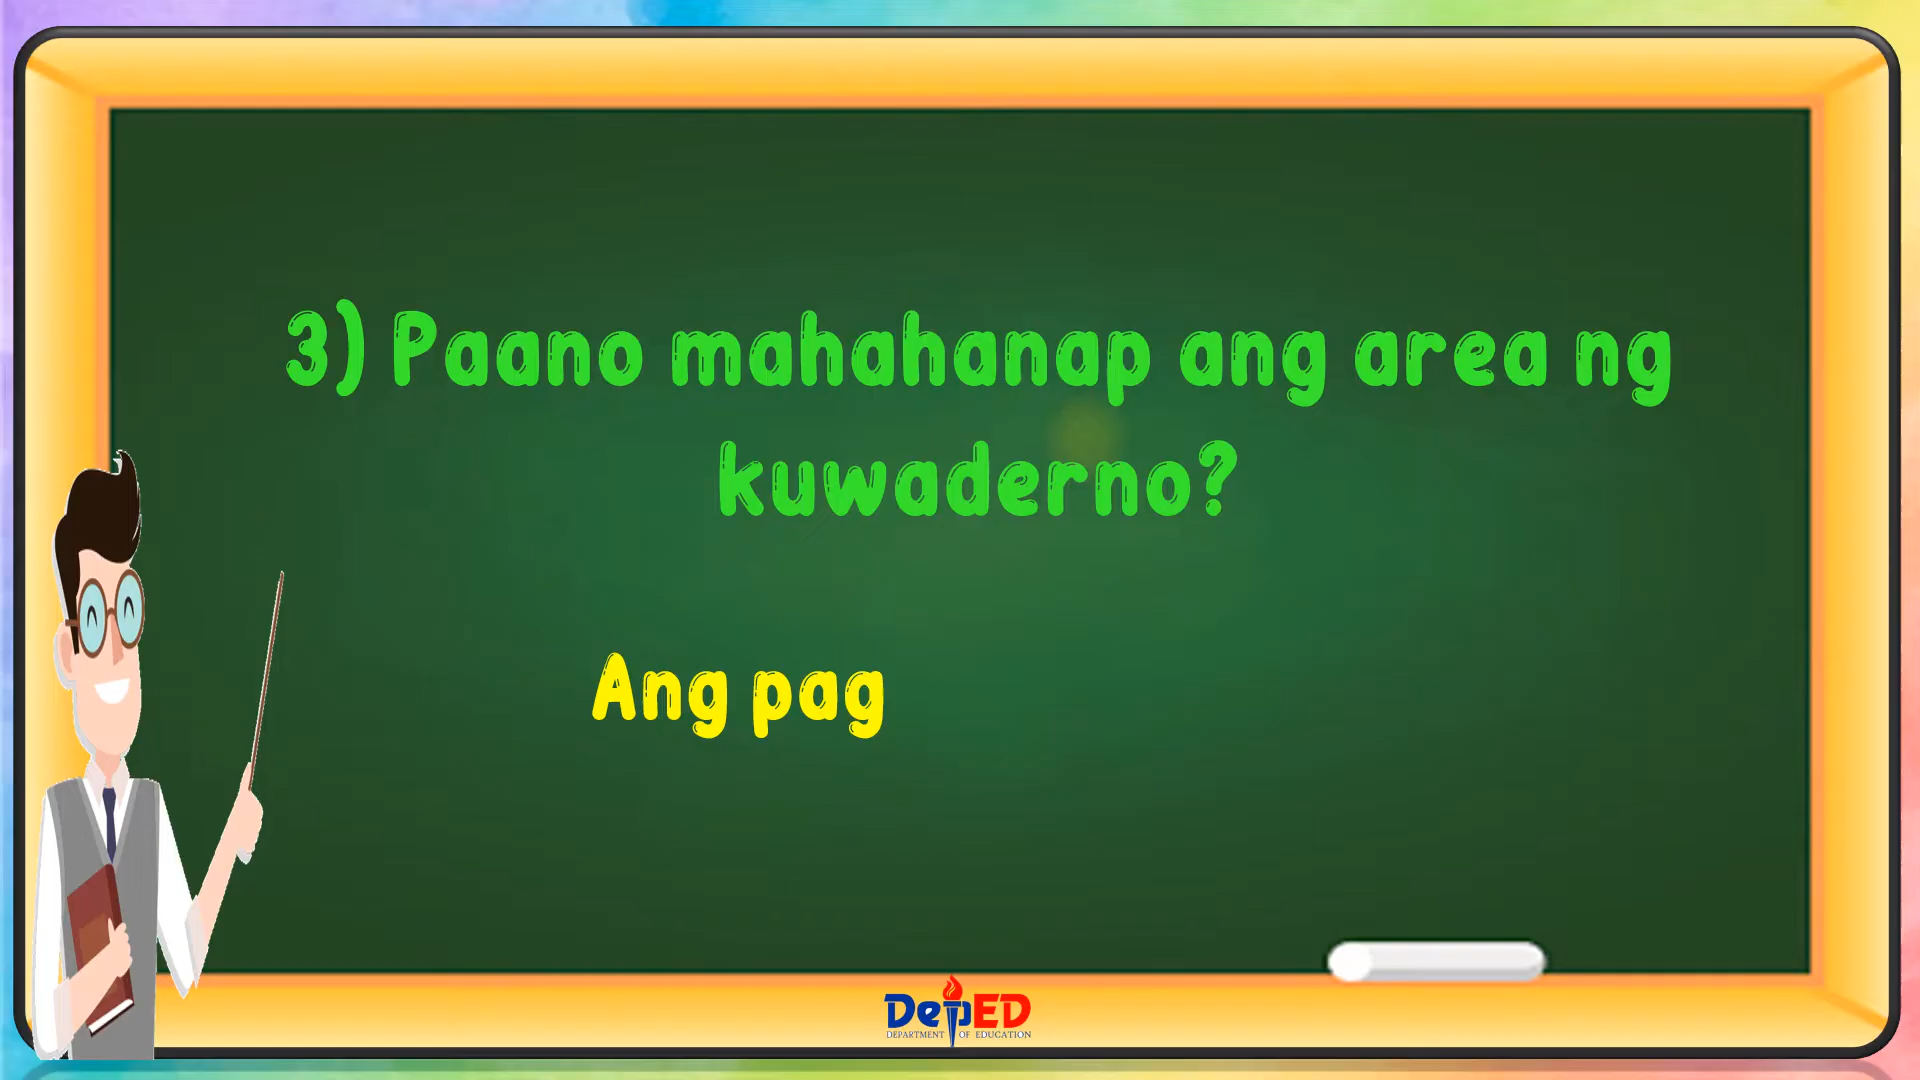 3) Paano mahahanap ang area ng
kuwaderno?
Ang pag
DepED
DEPARTMENT OF EDUCATION